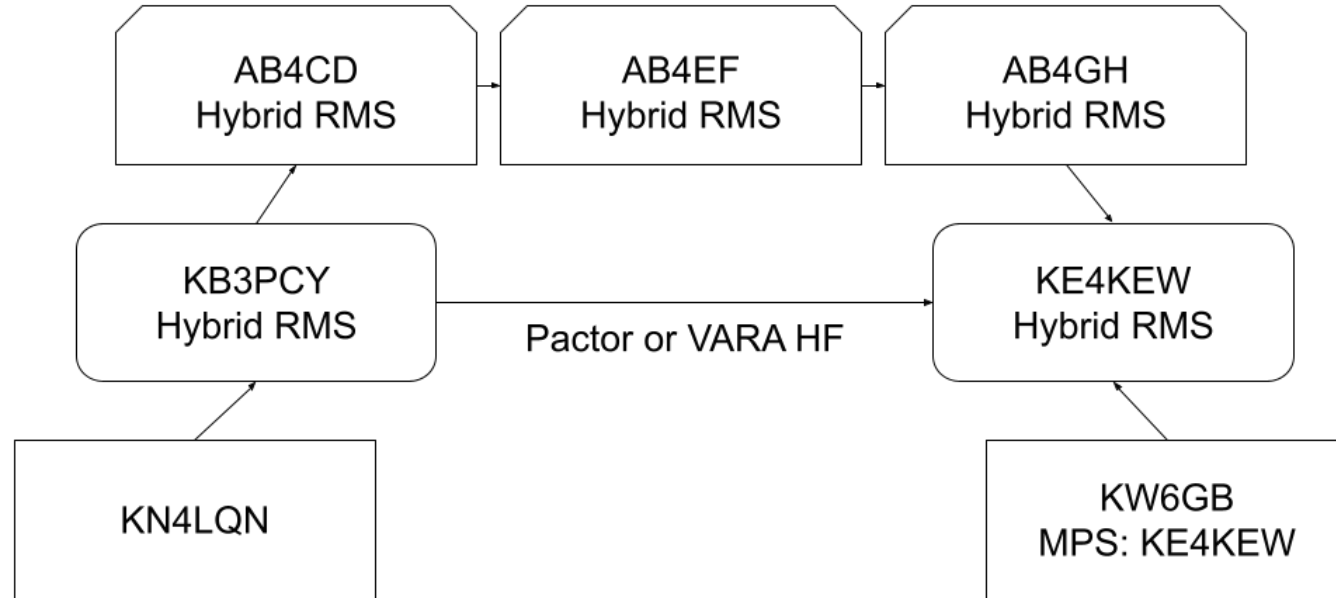 AB4CD
Hybrid RMS
AB4EF
Hybrid RMS
AB4GH
Hybrid RMS
KB3PCY
Hybrid RMS
Pactor or VARA HF
KE4KEW
Hybrid RMS
KN4LQN
KW6GB
MPS: KE4KEW